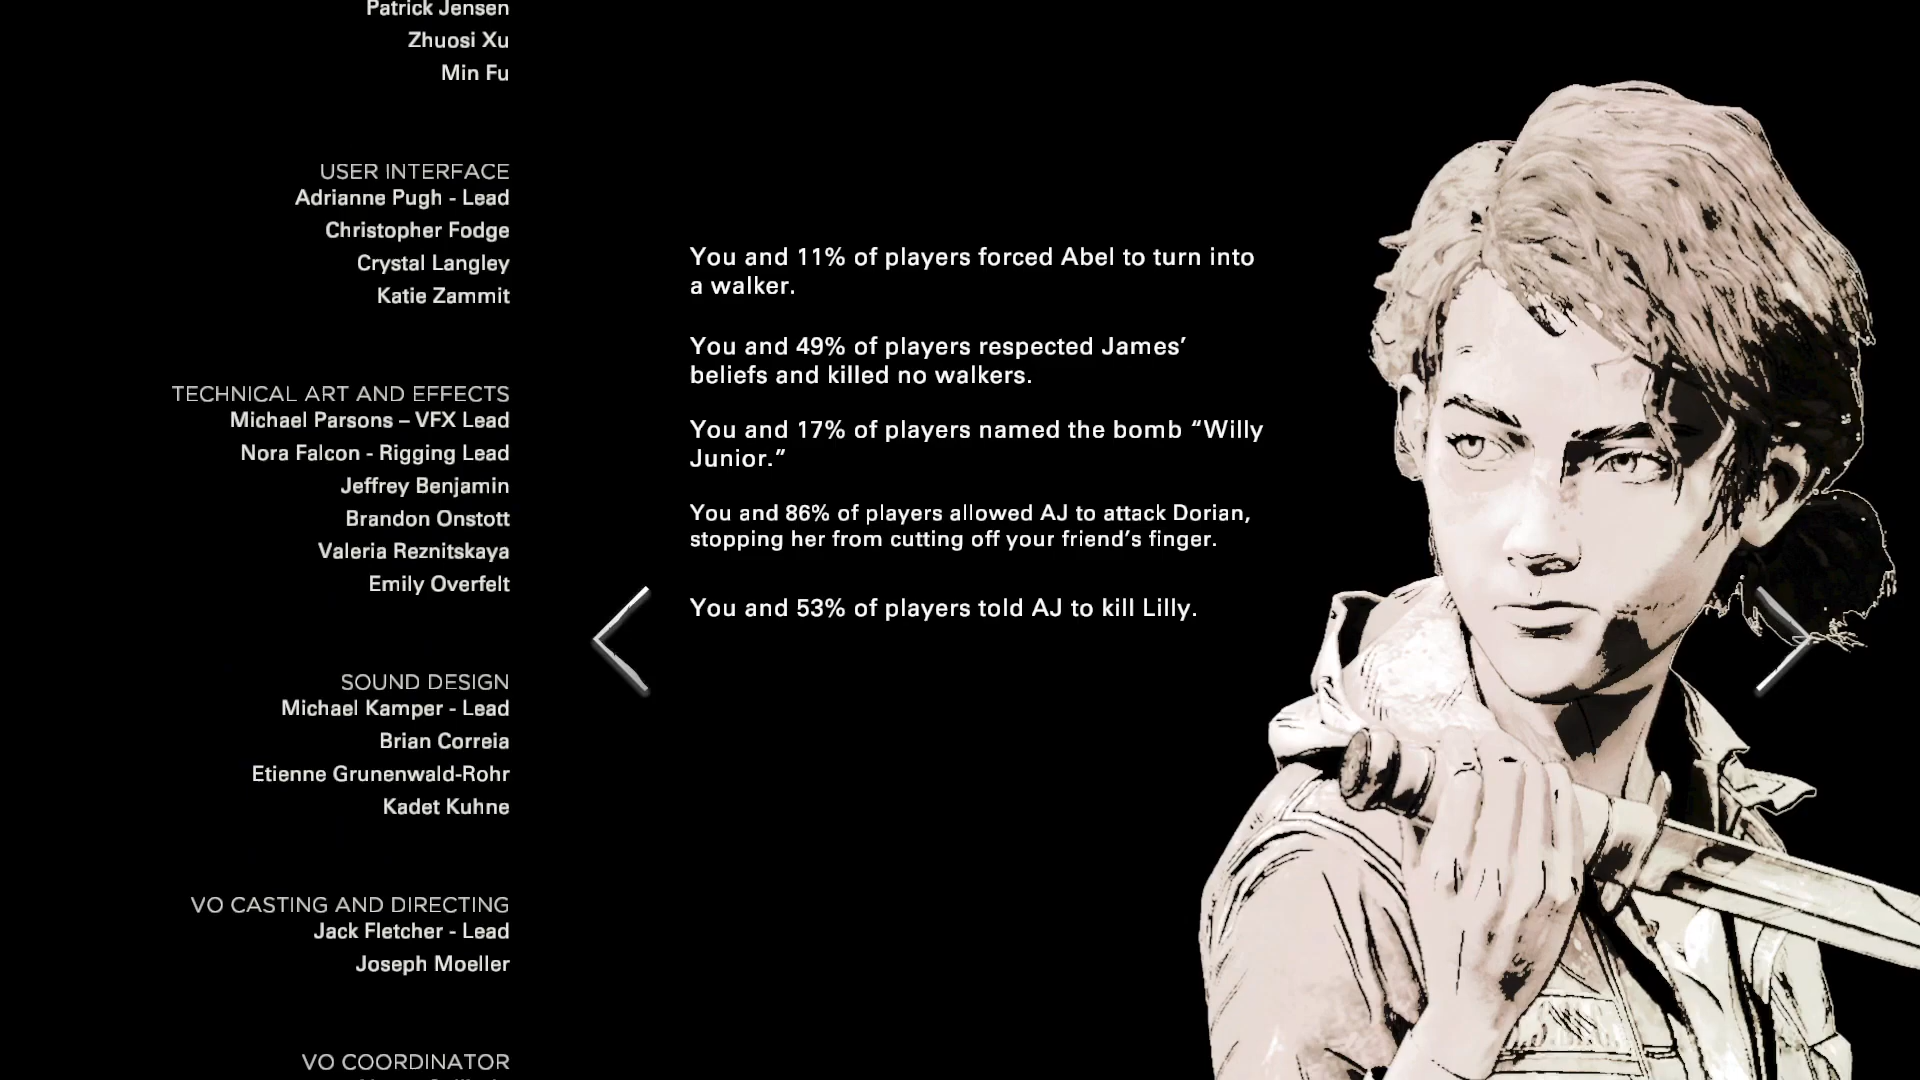 Patrick Jensen
Zhuosi Xu
Min Fu
USER INTERFACE
Adrianne Pugh - Lead
Christopher Fodge
Crystal Langley
Katie Zammit
TECHNICAL ART AND EFFECTS
Michael Parsons – VFX Lead
Nora Falcon - Rigging Lead
Jeffrey Benjamin
Brandon Onstott
Valeria Reznitskaya
Emily Overfelt
SOUND DESIGN
Michael Kamper - Lead
Brian Correia
Etienne Grunenwald-Rohr
Kadet Kuhne
VO CASTING AND DIRECTING
Jack Fletcher - Lead
Joseph Moeller
VO COORDINATOR
You and 11% of players forced Abel to turn into
a walker.
You and 49% of players respected James’
beliefs and killed no walkers.
You and 17% of players named the bomb “Willy
Junior.”
You and 86% of players allowed AJ to attack Dorian,
stopping her from cutting off your friend’s finger.
You and 53% of players told AJ to kill Lilly.